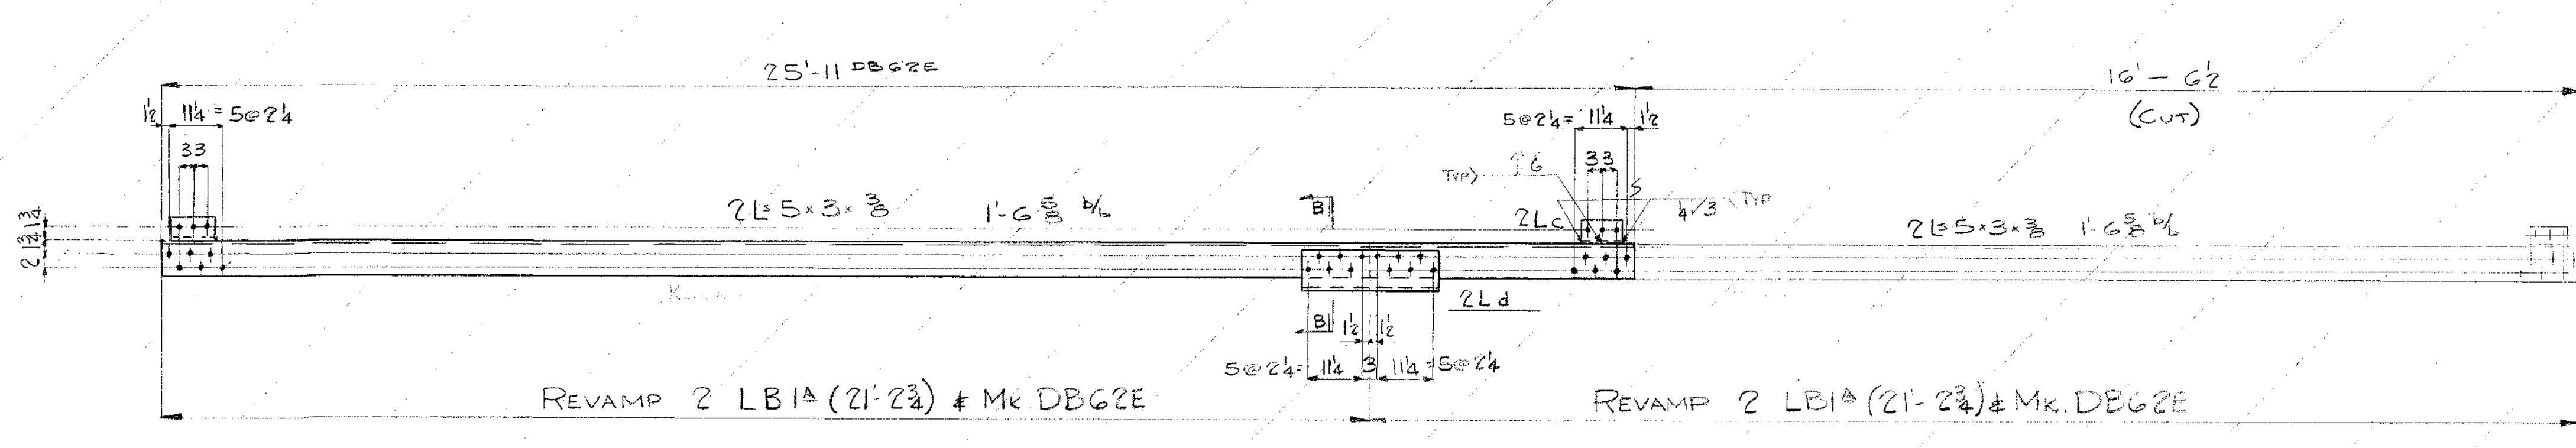 25'-11 DB62E
16'- 6½
(CUT)
1½ 11¼ = 5@2¼
5@2¼= 11¼ 1½
33
TYP 6 33
¼ 3 TYP
1¾
1¾
2
2Ls 5×3×⅜ 1'-6⅝ b/b
B
2Lc
2Ls 5×3×⅜ 1'-6⅝ b/b
2Ld
B 1½ 1½
5@2¼= 11¼ 3 11¼ =5@2¼
REVAMP 2 LB1A (21'-2¾) & MK DB62E
REVAMP 2 LB1A (21'-2¾) & MK. DB62E